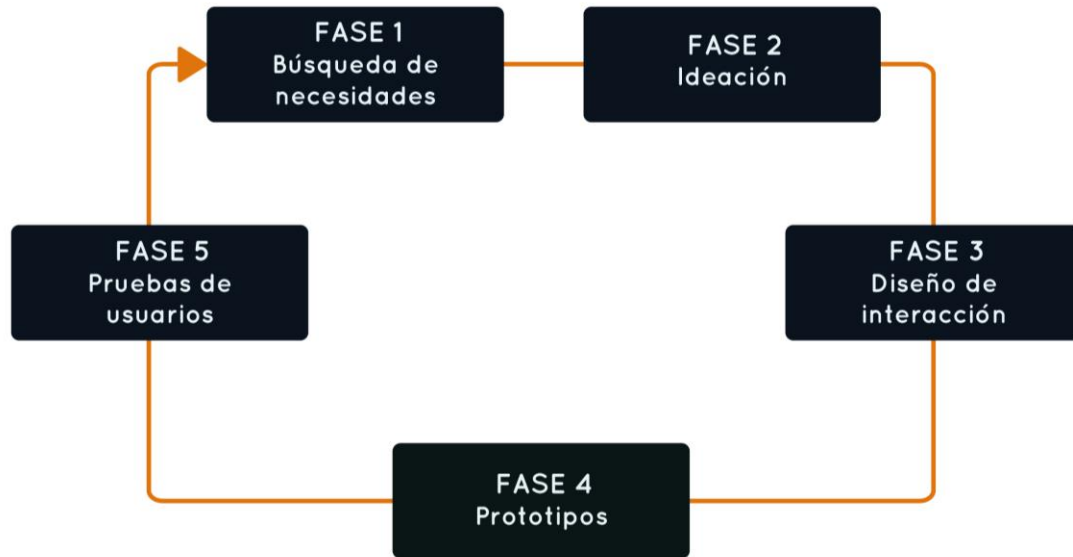 FASE 1
Búsqueda de
necesidades
FASE 2
Ideación
FASE 3
Diseño de
interacción
FASE 4
Prototipos
FASE 5
Pruebas de
usuarios